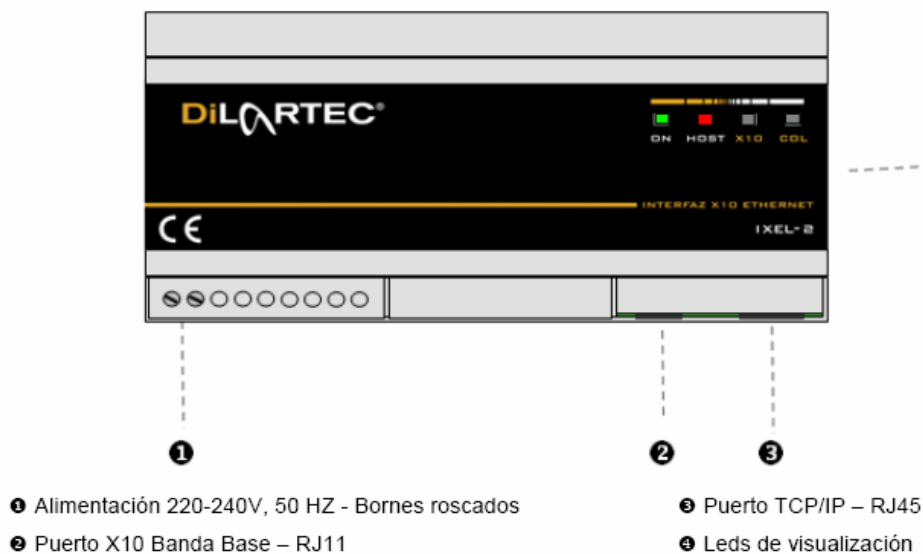 DiLARTEC®
ON HOST X10 COL
INTERFAZ X10 ETHERNET
CE
IXEL-2
❶ ❷ ❸
❶ Alimentación 220-240V, 50 HZ - Bornes roscados
❸ Puerto TCP/IP – RJ45
❷ Puerto X10 Banda Base – RJ11
❹ Leds de visualización